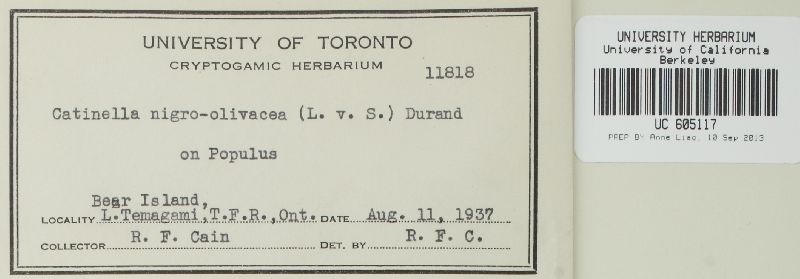 UNIVERSITY OF TORONTO
CRYPTOGAMIC HERBARIUM
11818
Catinella nigro-olivacea (L. v. S.) Durand
on Populus
Bear Island,
LOCALITY L.Temagami,T.F.R.,Ont. DATE Aug. 11, 1937
COLLECTOR R. F. Cain DET. BY R. F. C.
UNIVERSITY HERBARIUM
University of California
Berkeley
UC 605117
PREP BY Anne Liao, 10 Sep 2013